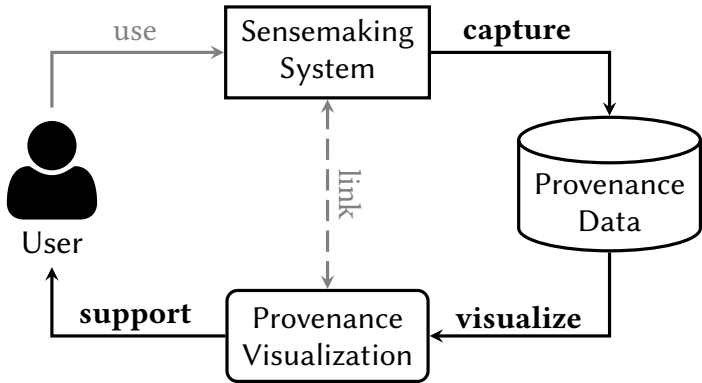 use
Sensemaking
System
capture
Provenance
Data
link
User
support
Provenance
Visualization
visualize